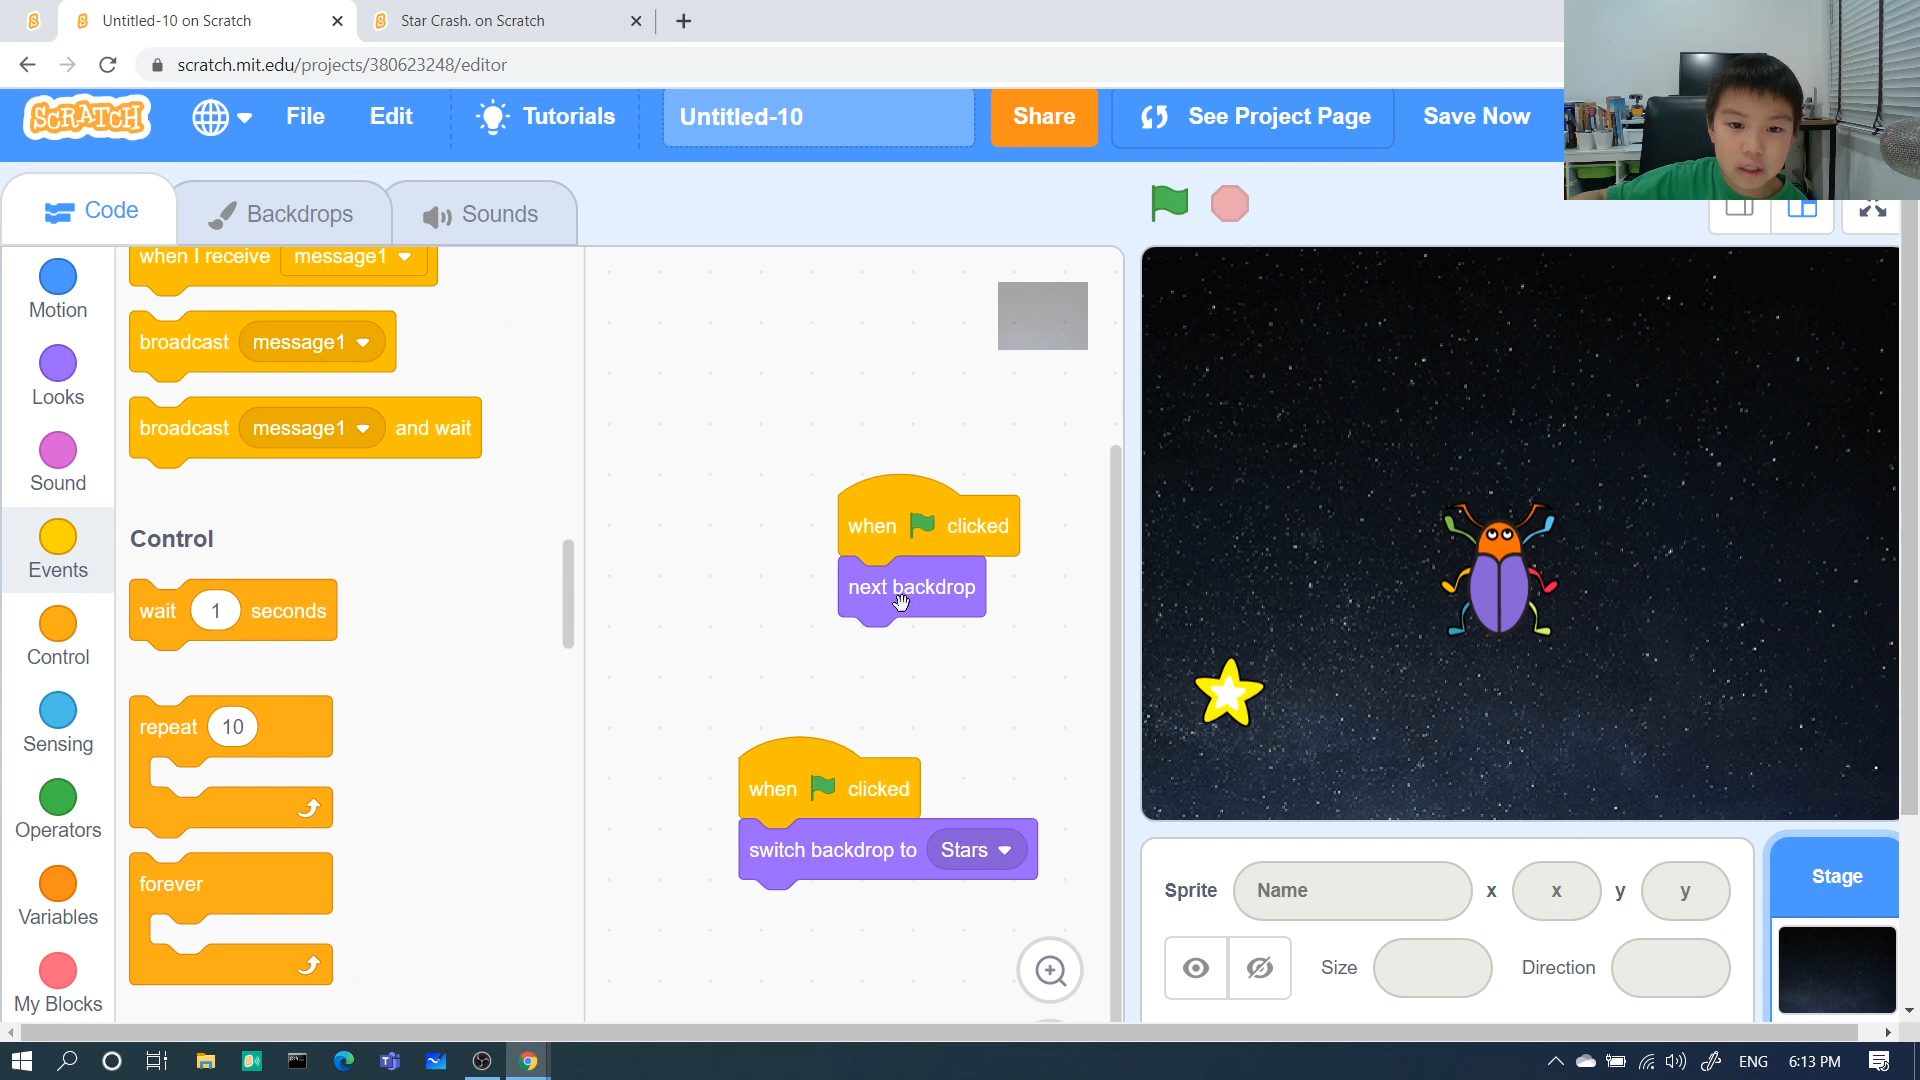 Untitled-10 on Scratch
Star Crash. on Scratch
scratch.mit.edu/projects/380623248/editor
SCRATCH
File
Edit
Tutorials
Untitled-10
Share
See Project Page
Save Now
Code
Backdrops
Sounds
Motion
Looks
Sound
Events
Control
Sensing
Operators
Variables
My Blocks
when I receive message1
broadcast message1
broadcast message1 and wait
Control
wait 1 seconds
repeat 10
forever
when clicked
next backdrop
when clicked
switch backdrop to Stars
Sprite Name x x y y
Size Direction
Stage
ENG 6:13 PM